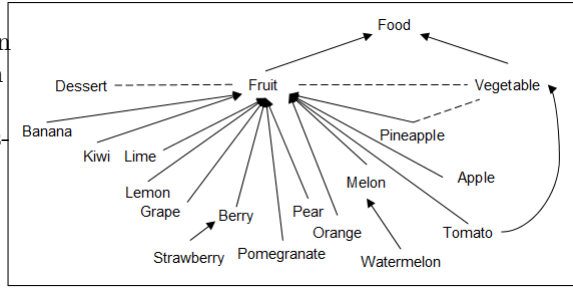 Food
Dessert
Fruit
Vegetable
Banana
Pineapple
Kiwi
Lime
Melon
Apple
Lemon
Grape
Berry
Pear
Orange
Tomato
Strawberry
Pomegranate
Watermelon